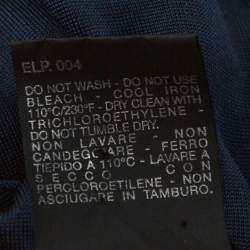 ELP. 004
DO NOT WASH - DO NOT USE
BLEACH - COOL IRON
110°C/230°F - DRY CLEAN WITH
TRICHLOROETHYLENE -
DO NOT TUMBLE DRY.
NON LAVARE - NON
CANDEGGIARE - FERRO
TIEPIDO A 110°C - LAVARE A
SECCO CON
PERCLOROETILENE - NON
ASCIUGARE IN TAMBURO.